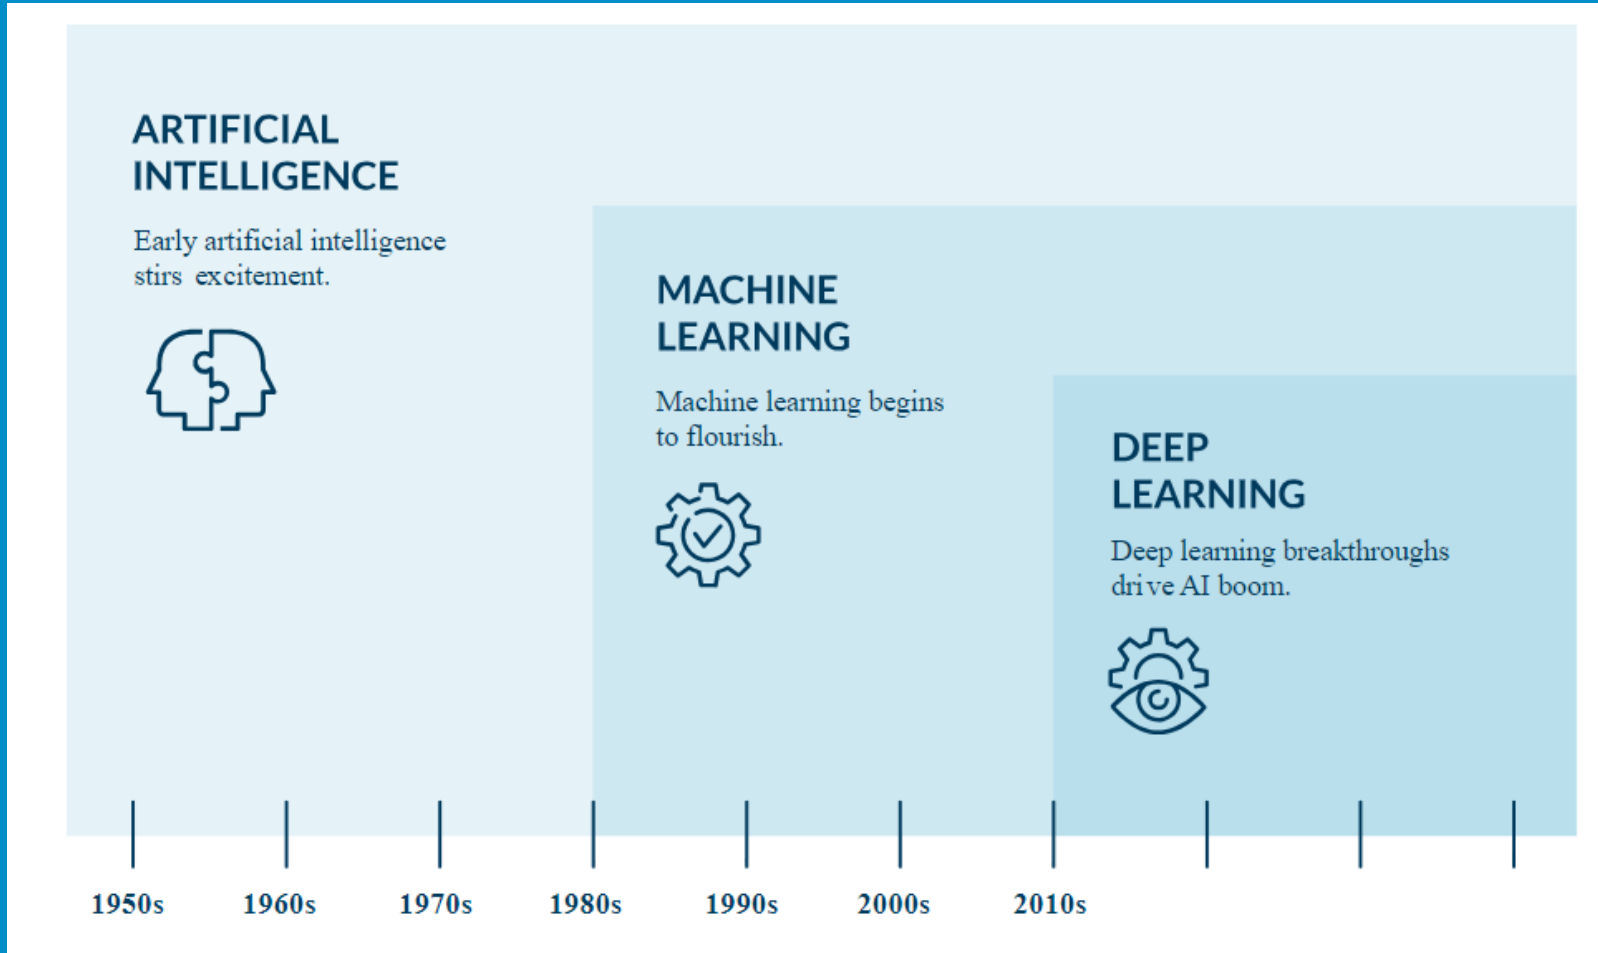 ARTIFICIAL
INTELLIGENCE
Early artificial intelligence
stirs excitement.
MACHINE
LEARNING
Machine learning begins
to flourish.
DEEP
LEARNING
Deep learning breakthroughs
drive AI boom.
1950s 1960s 1970s 1980s 1990s 2000s 2010s